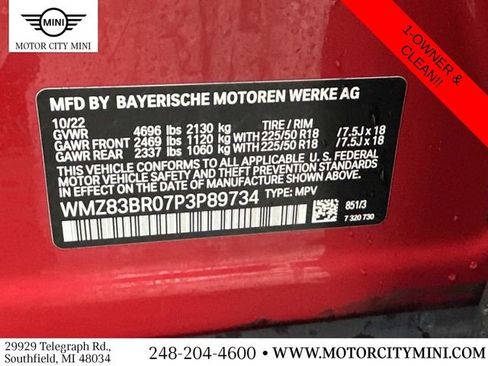 MINI
MOTOR CITY MINI
1-OWNER &
CLEAN!!
MFD BY BAYERISCHE MOTOREN WERKE AG
10/22
GVWR 4696 lbs 2130 kg TIRE / RIM
GAWR FRONT 2469 lbs 1120 kg W 225/50 R18 /7.5J x 18
GAWR REAR 2337 lbs 1060 kg W 225/50 R18 /7.5J x 18
THIS VEHICLE CONFORMS TO ALL APPLICABLE U.S. FEDERAL
MOTOR VEHICLE SAFETY, BUMPER, AND THEFT PREVENTION
STANDARDS IN EFFECT ON THE DATE OF MANUFACTURE SHOWN ABOVE.
WMZ83BR07P3P89734 TYPE: MPV
851/3
7 320 730
29929 Telegraph Rd.,
Southfield, MI 48034
248-204-4600 • WWW.MOTORCITYMINI.COM